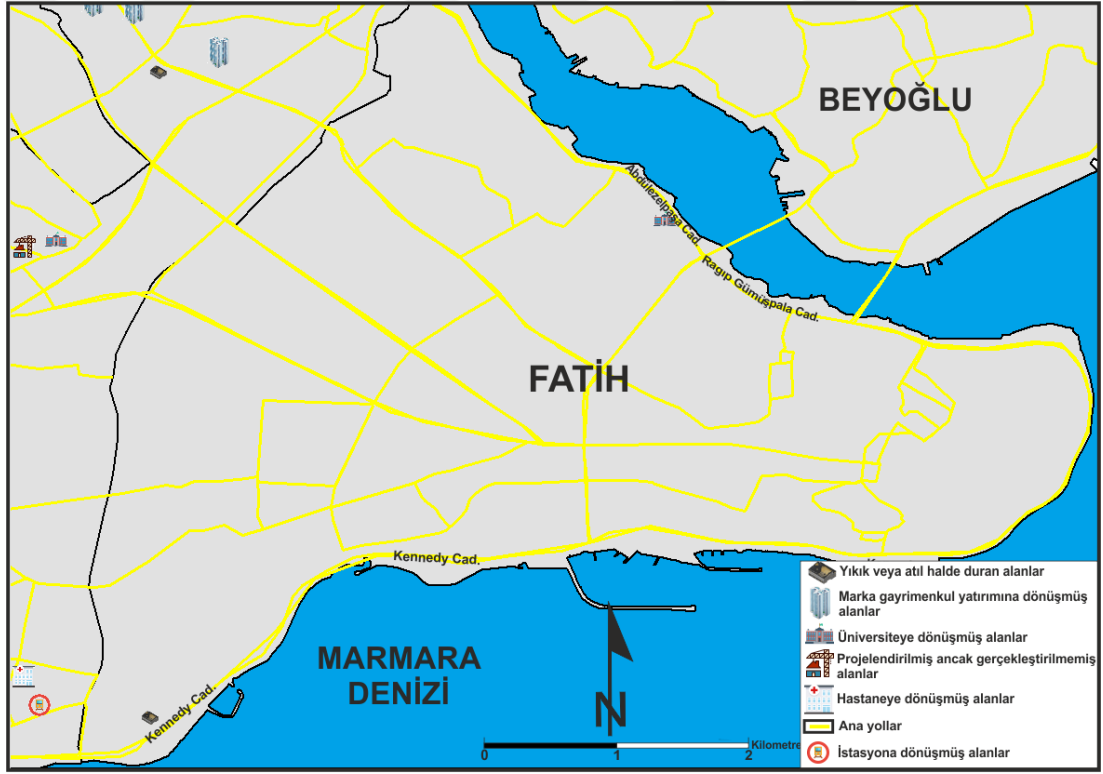 BEYOĞLU
Abdülezelpaşa Cad.
Ragıp Gümüşpala Cad.
FATİH
Kennedy Cad.
MARMARA
DENİZİ
Kennedy Cad.
N
0 1 2 Kilometre
Yıkık veya atıl halde duran alanlar
Marka gayrimenkul yatırımına dönüşmüş
alanlar
Üniversiteye dönüşmüş alanlar
Projelendirilmiş ancak gerçekleştirilmemiş
alanlar
Hastaneye dönüşmüş alanlar
Ana yollar
İstasyona dönüşmüş alanlar